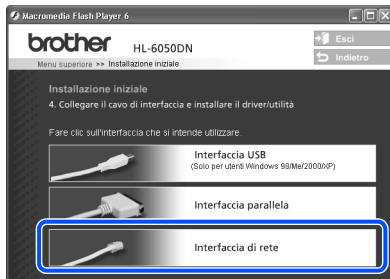 Macromedia Flash Player 6
brother
HL-6050DN
Esci
Indietro
Menu superiore >> Installazione iniziale
Installazione iniziale
4. Collegare il cavo di interfaccia e installare il driver/utilità
Fare clic sull'interfaccia che si intende utilizzare.
Interfaccia USB
(Solo per utenti Windows 98/Me/2000/XP)
Interfaccia parallela
Interfaccia di rete